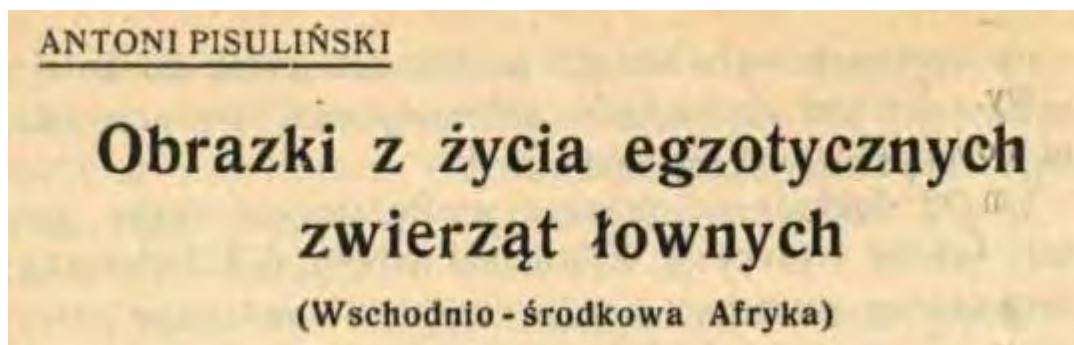 ANTONI PISULIŃSKI
Obrazki z życia egzotycznych
zwierząt łownych
(Wschodnio-środkowa Afryka)